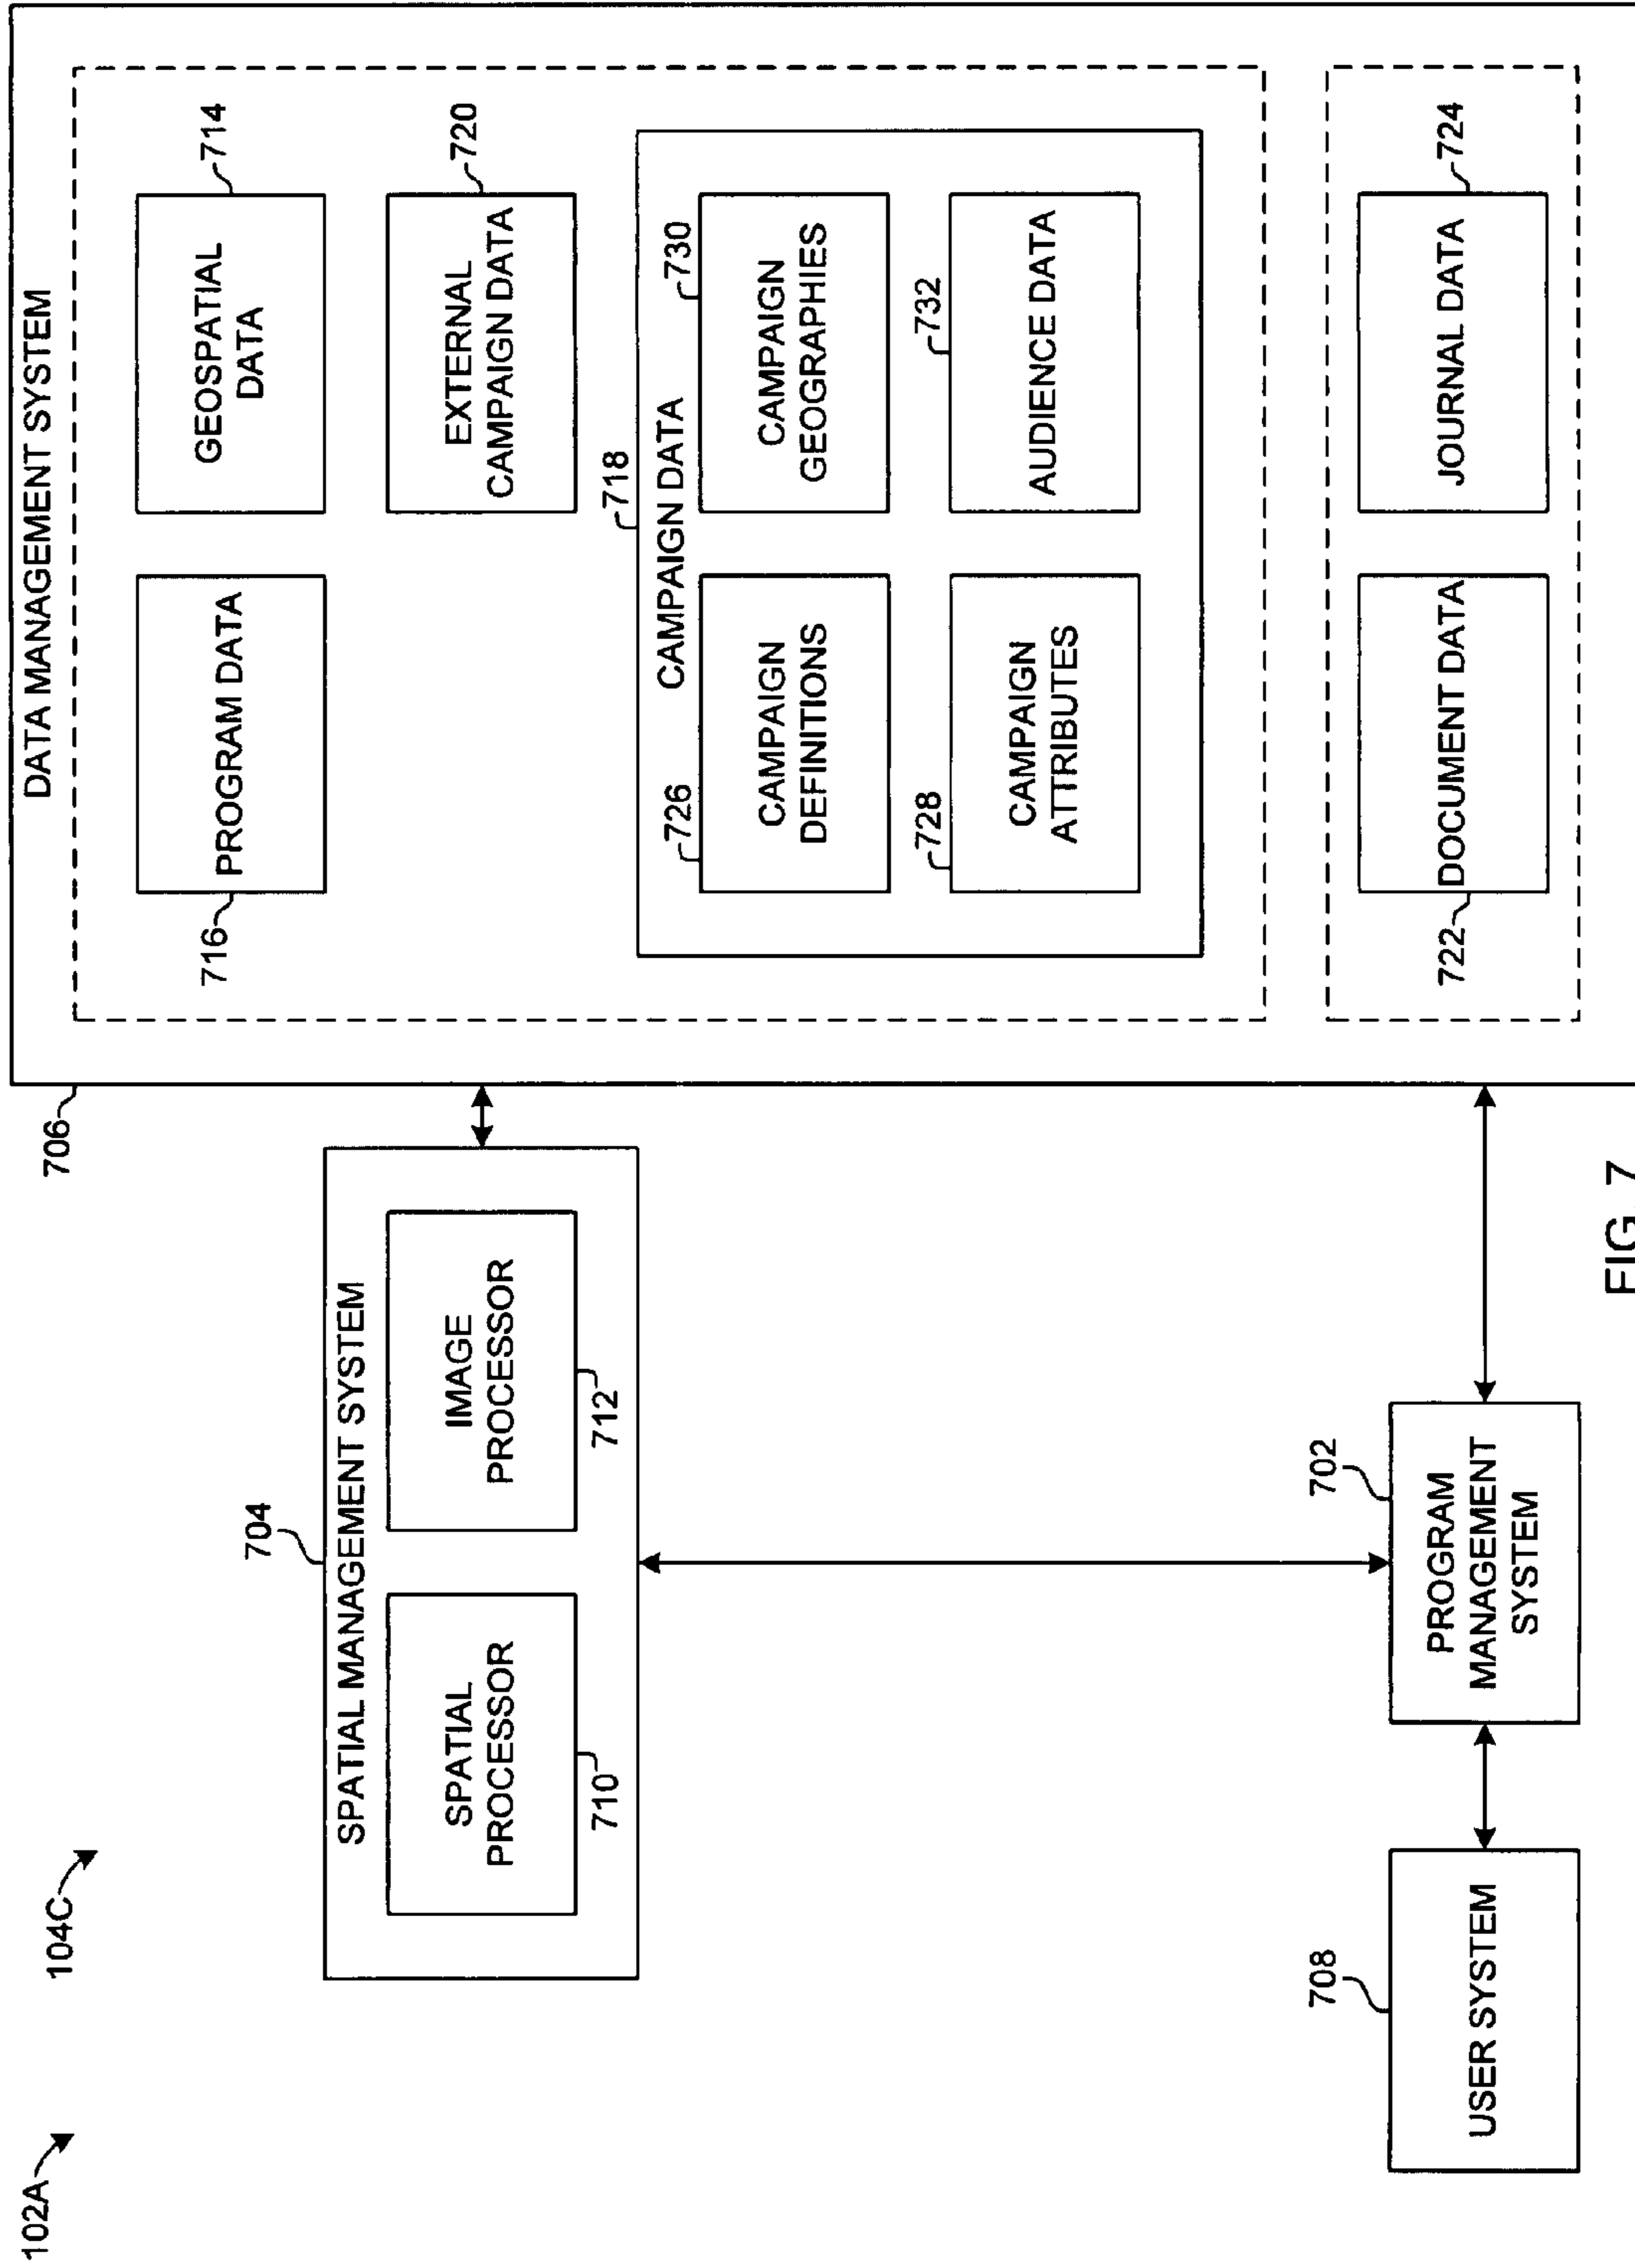 102A
104C
704
SPATIAL MANAGEMENT SYSTEM
SPATIAL
PROCESSOR
710
IMAGE
PROCESSOR
712
708
USER SYSTEM
702
PROGRAM
MANAGEMENT
SYSTEM
706
DATA MANAGEMENT SYSTEM
716
PROGRAM DATA
GEOSPATIAL
DATA
714
EXTERNAL
CAMPAIGN DATA
720
718
CAMPAIGN DATA
726
CAMPAIGN
DEFINITIONS
730
CAMPAIGN
GEOGRAPHIES
728
CAMPAIGN
ATTRIBUTES
732
AUDIENCE DATA
722
DOCUMENT DATA
JOURNAL DATA
724
FIG. 7